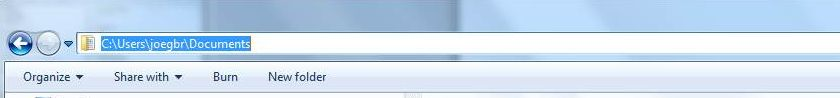 C:\Users\joegbr\Documents
Organize Share with Burn New folder